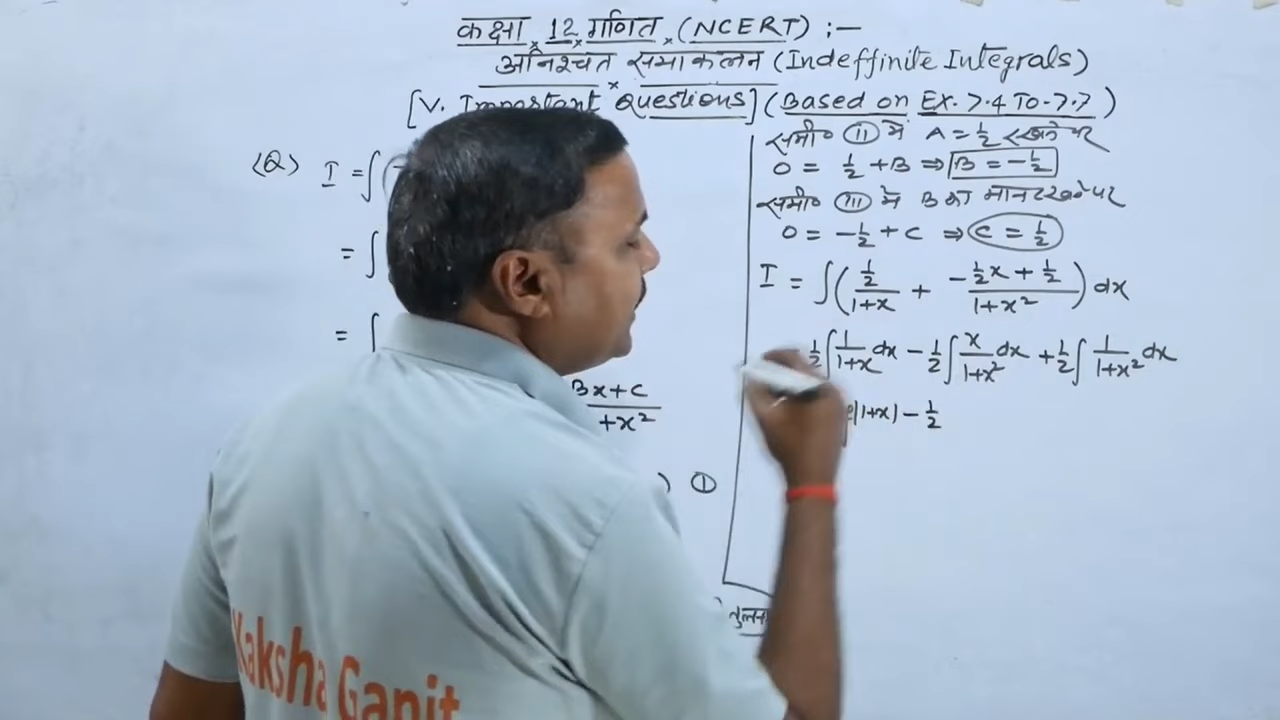 कक्षा 12 गणित (NCERT) :-
अनिश्चत समाकलन (Indeffinite Integrals)
[V. Important Questions] (Based on EX. 7.4 To 7.7)
<Q> I = ∫
= ∫
= ∫
Bx+C
+x²
) ①
समी० (ii) में A = 1/2 रखने पर
0 = 1/2 + B ⇒ B = -1/2
समी० (iii) में B का मान रखने पर
0 = -1/2 + C ⇒ C = 1/2
I = ∫( (1/2)/(1+x) + (-1/2x + 1/2)/(1+x²) ) dx
1/2 ∫ 1/(1+x) dx - 1/2 ∫ x/(1+x²) dx + 1/2 ∫ 1/(1+x²) dx
|1+x| - 1/2
तुलना
Kaksha Ganit